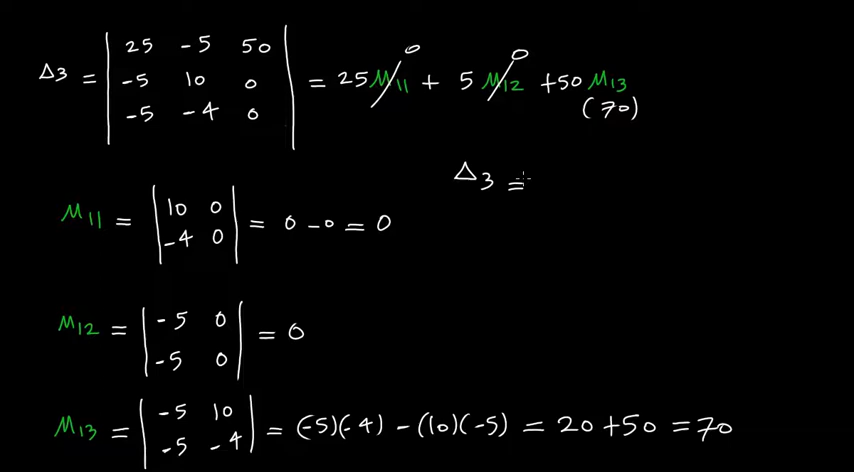 Δ3 = | 25 -5 50 | = 25 M11 0 + 5 M12 0 + 50 M13
| -5 10 0 | (70)
| -5 -4 0 |
Δ3 =
M11 = | 10 0 | = 0 - 0 = 0
| -4 0 |
M12 = | -5 0 | = 0
| -5 0 |
M13 = | -5 10 | = (-5)(-4) - (10)(-5) = 20 + 50 = 70
| -5 -4 |